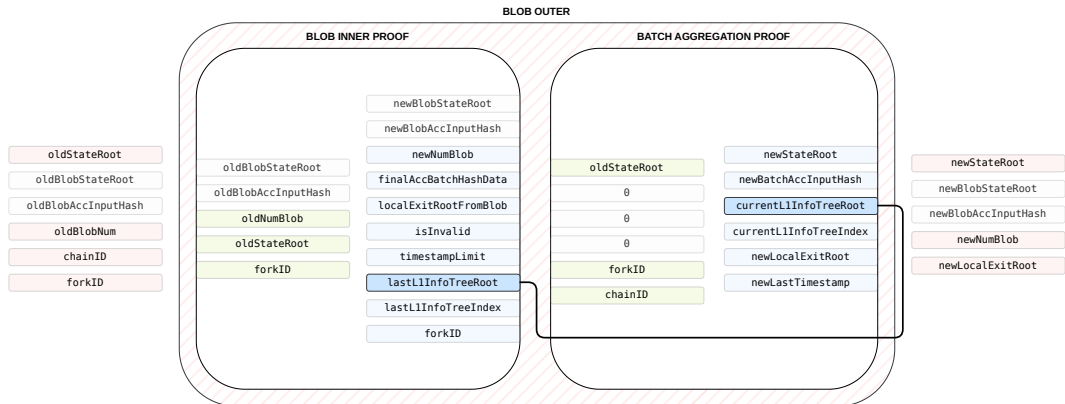 BLOB OUTER
BLOB INNER PROOF
BATCH AGGREGATION PROOF
oldStateRoot
oldBlobStateRoot
oldBlobAccInputHash
oldBlobNum
chainID
forkID
oldBlobStateRoot
oldBlobAccInputHash
oldNumBlob
oldStateRoot
forkID
newBlobStateRoot
newBlobAccInputHash
newNumBlob
finalAccBatchHashData
localExitRootFromBlob
isInvalid
timestampLimit
lastL1InfoTreeRoot
lastL1InfoTreeIndex
forkID
oldStateRoot
0
0
0
forkID
chainID
newStateRoot
newBatchAccInputHash
currentL1InfoTreeRoot
currentL1InfoTreeIndex
newLocalExitRoot
newLastTimestamp
newStateRoot
newBlobStateRoot
newBlobAccInputHash
newNumBlob
newLocalExitRoot